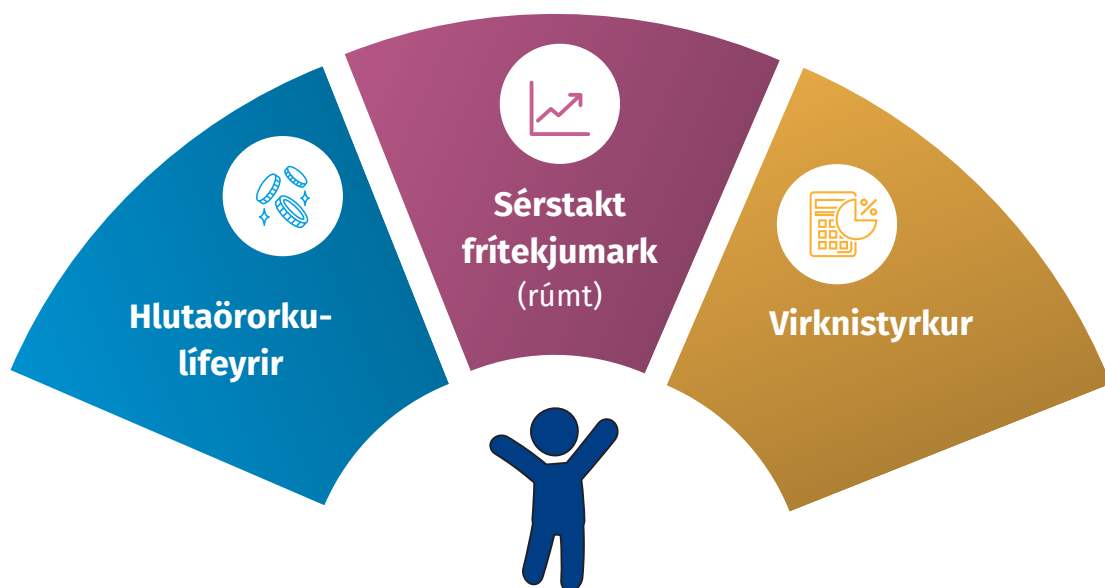 Hlutaörorku-
lífeyrir
Sérstakt
frítekjumark
(rúmt)
Virknistyrkur
%